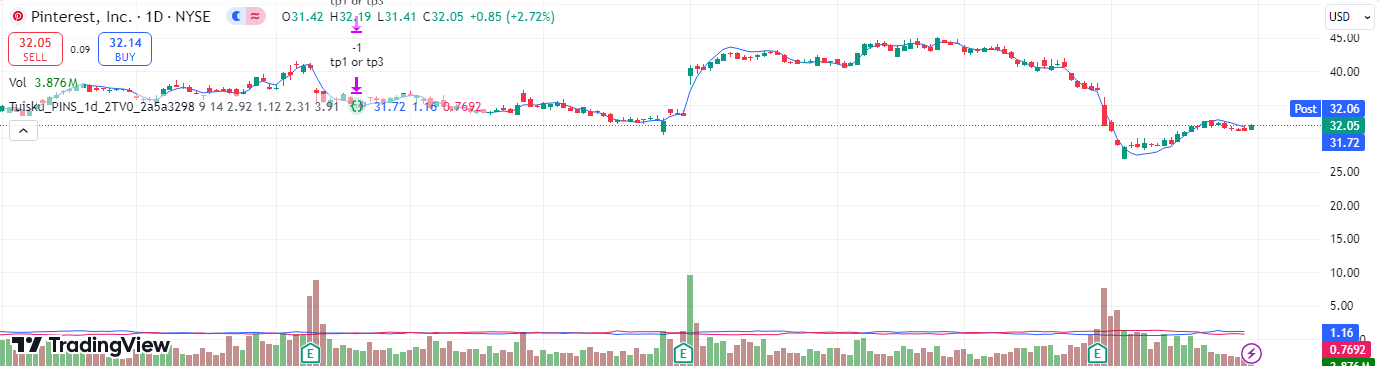 tp1 or tp3
Pinterest, Inc. · 1D · NYSE O31.42 H32.19 L31.41 C32.05 +0.85 (+2.72%)
USD
32.05 SELL
0.09
32.14 BUY
-1
tp1 or tp3
Vol 3.876M
Tuisku_PINS_1d_2TV0_2a5a3298 9 14 2.92 1.12 2.31 3.91 31.72 1.16 0.7692
45.00
40.00
Post 32.06
32.05
31.72
25.00
20.00
15.00
10.00
5.00
1.16
0.7692
3.876M
E
E
E
TradingView